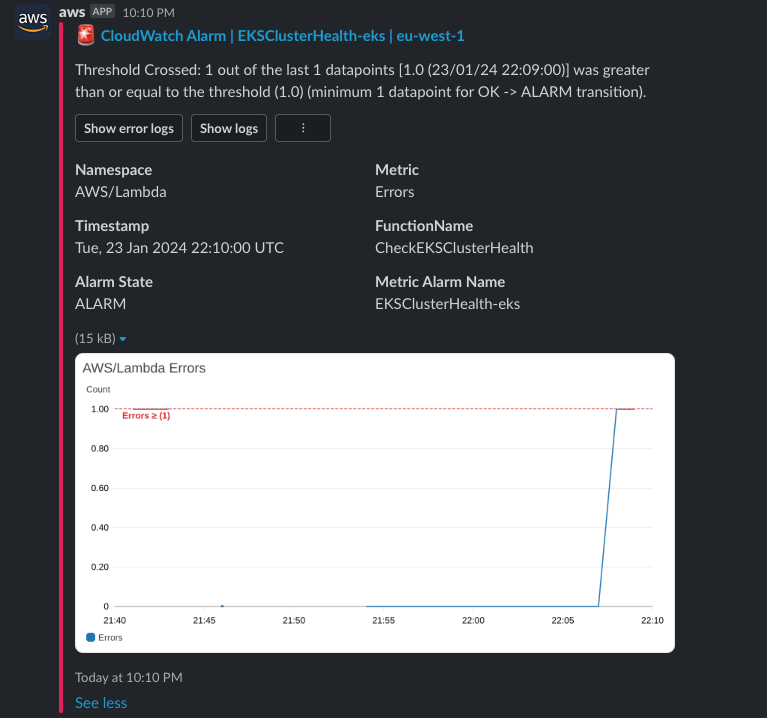 aws
aws APP 10:10 PM
CloudWatch Alarm | EKSClusterHealth-eks | eu-west-1
Threshold Crossed: 1 out of the last 1 datapoints [1.0 (23/01/24 22:09:00)] was greater
than or equal to the threshold (1.0) (minimum 1 datapoint for OK -> ALARM transition).
Show error logs Show logs
Namespace Metric
AWS/Lambda Errors
Timestamp FunctionName
Tue, 23 Jan 2024 22:10:00 UTC CheckEKSClusterHealth
Alarm State Metric Alarm Name
ALARM EKSClusterHealth-eks
(15 kB)
AWS/Lambda Errors
Count
1.00
Errors ≥ (1)
0.80
0.60
0.40
0.20
0
21:40 21:45 21:50 21:55 22:00 22:05 22:10
Errors
Today at 10:10 PM
See less